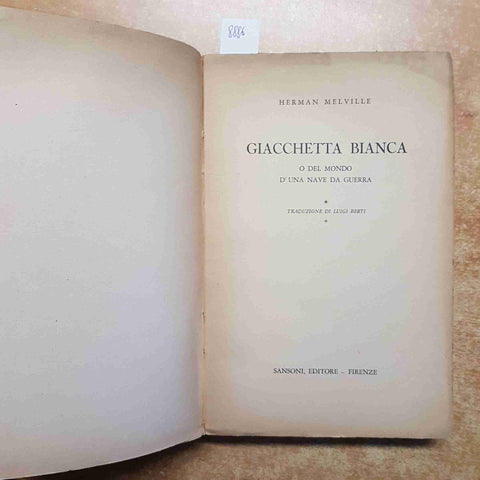 8886
HERMAN MELVILLE
GIACCHETTA BIANCA
O DEL MONDO
D'UNA NAVE DA GUERRA
TRADUZIONE DI LUIGI BERTI
SANSONI, EDITORE - FIRENZE